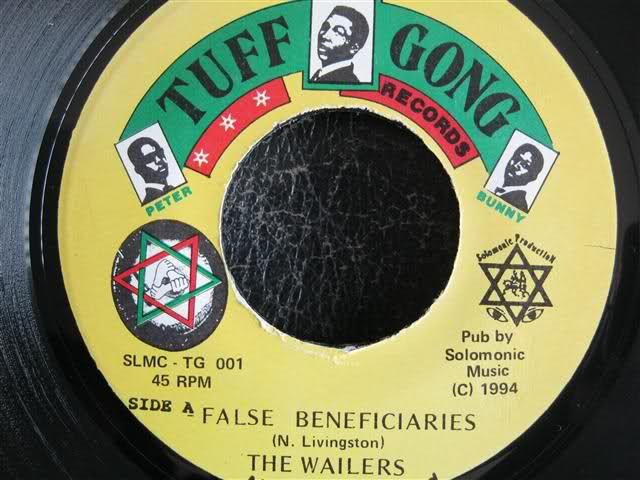 TUFF GONG
RECORDS
PETER
BUNNY
Solomonic Production
SLMC - TG 001
45 RPM
Pub by
Solomonic
Music
(C) 1994
SIDE A
FALSE BENEFICIARIES
(N. Livingston)
THE WAILERS